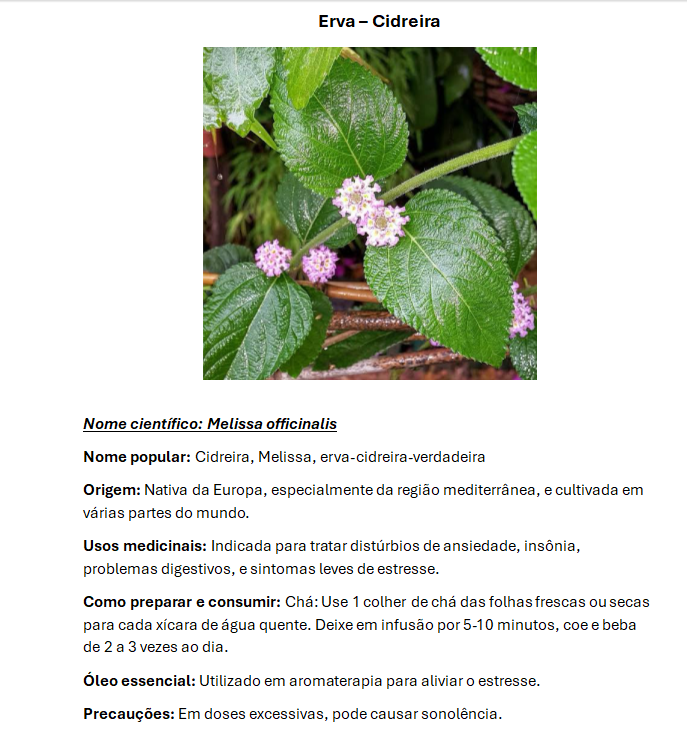 Erva – Cidreira
Nome científico: Melissa officinalis
Nome popular: Cidreira, Melissa, erva-cidreira-verdadeira
Origem: Nativa da Europa, especialmente da região mediterrânea, e cultivada em
várias partes do mundo.
Usos medicinais: Indicada para tratar distúrbios de ansiedade, insônia,
problemas digestivos, e sintomas leves de estresse.
Como preparar e consumir: Chá: Use 1 colher de chá das folhas frescas ou secas
para cada xícara de água quente. Deixe em infusão por 5-10 minutos, coe e beba
de 2 a 3 vezes ao dia.
Óleo essencial: Utilizado em aromaterapia para aliviar o estresse.
Precauções: Em doses excessivas, pode causar sonolência.